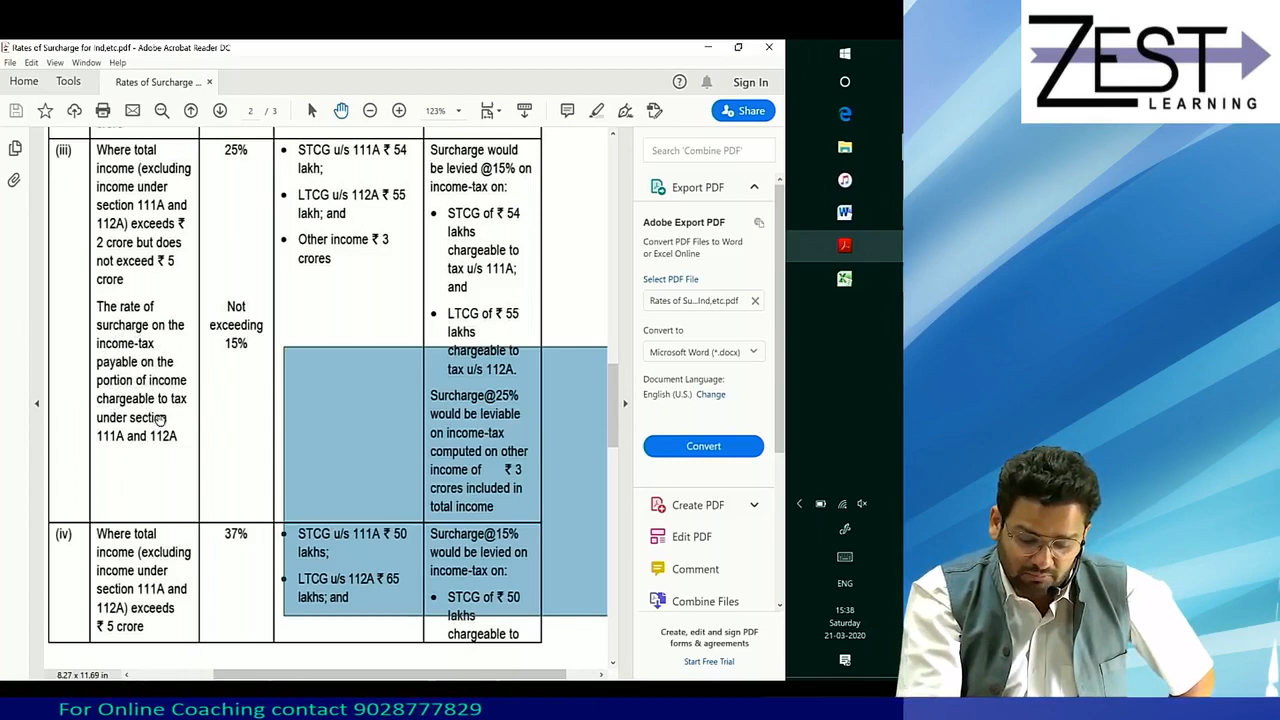 Rates of Surcharge for Ind,etc.pdf - Adobe Acrobat Reader DC
File Edit View Window Help
Home Tools Rates of Surcharge ... ×
Sign In
2 / 3
123%
Share
(iii)
Where total
income (excluding
income under
section 111A and
112A) exceeds ₹
2 crore but does
not exceed ₹ 5
crore
The rate of
surcharge on the
income-tax
payable on the
portion of income
chargeable to tax
under section
111A and 112A
25%
Not
exceeding
15%
• STCG u/s 111A ₹ 54
lakh;
• LTCG u/s 112A ₹ 55
lakh; and
• Other income ₹ 3
crores
Surcharge would
be levied @15% on
income-tax on:
• STCG of ₹ 54
lakhs
chargeable to
tax u/s 111A;
and
• LTCG of ₹ 55
lakhs
chargeable to
tax u/s 112A.
Surcharge@25%
would be leviable
on income-tax
computed on other
income of ₹ 3
crores included in
total income
(iv)
Where total
income (excluding
income under
section 111A and
112A) exceeds
₹ 5 crore
37%
• STCG u/s 111A ₹ 50
lakhs;
• LTCG u/s 112A ₹ 65
lakhs; and
Surcharge@15%
would be levied on
income-tax on:
• STCG of ₹ 50
lakhs
chargeable to
8.27 x 11.69 in
Search 'Combine PDF'
Export PDF
Adobe Export PDF
Convert PDF Files to Word
or Excel Online
Select PDF File
Rates of Su...Ind,etc.pdf
Convert to
Microsoft Word (*.docx)
Document Language:
English (U.S.) Change
Convert
Create PDF
Edit PDF
Comment
Combine Files
Create, edit and sign PDF
forms & agreements
Start Free Trial
ENG
15:38
Saturday
21-03-2020
ZEST
LEARNING
For Online Coaching contact 9028777829